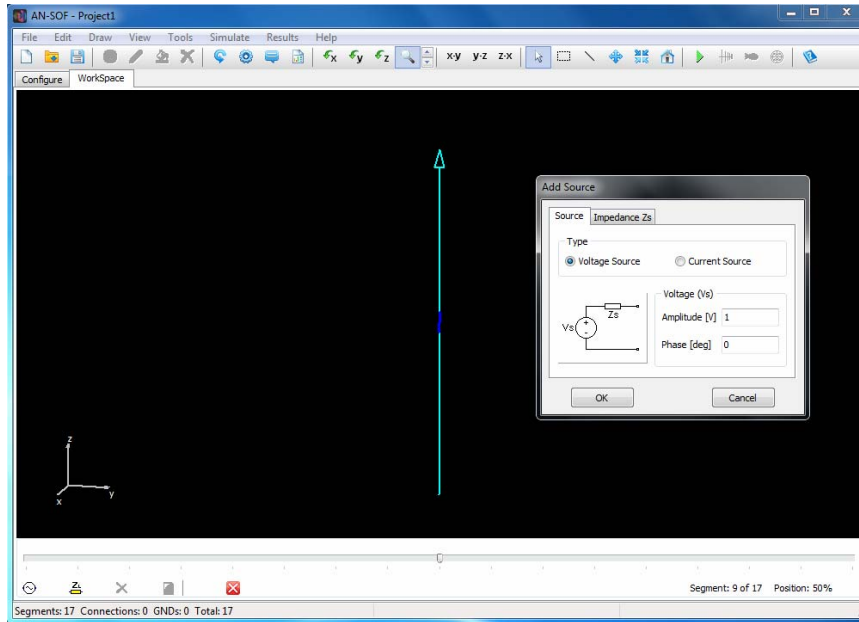 AN-SOF - Project1
File Edit Draw View Tools Simulate Results Help
x-y y-z z-x
Configure WorkSpace
Add Source
Source Impedance Zs
Type
Voltage Source Current Source
Voltage (Vs)
Zs
Vs
Amplitude [V] 1
Phase [deg] 0
OK Cancel
z
x
y
ZL
Segment: 9 of 17 Position: 50%
Segments: 17 Connections: 0 GNDs: 0 Total: 17